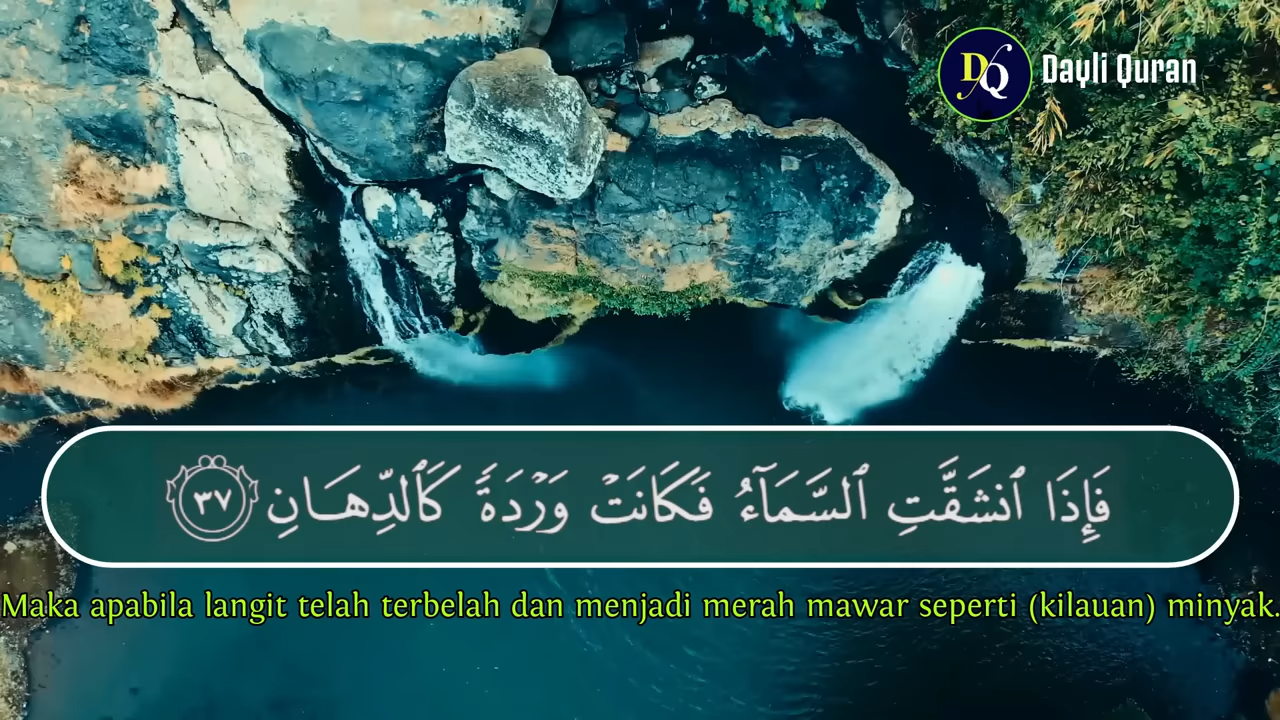 DQ Dayli Quran
فَإِذَا ٱنشَقَّتِ ٱلسَّمَآءُ فَكَانَتْ وَرْدَةً كَٱلدِّهَانِ ٣٧
Maka apabila langit telah terbelah dan menjadi merah mawar seperti (kilauan) minyak.